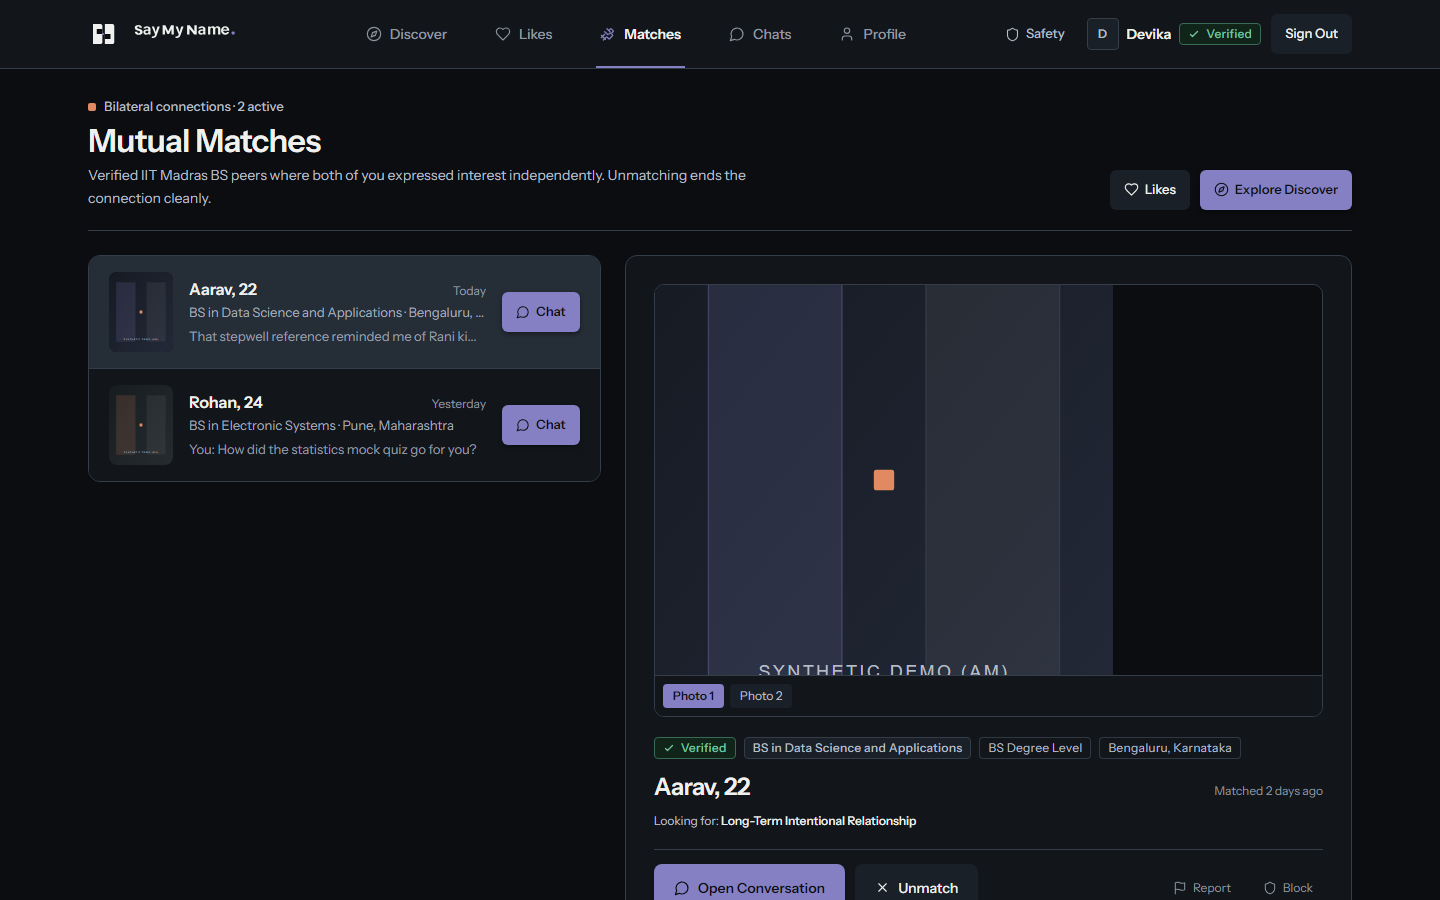 Say My Name.
Discover
Likes
Matches
Chats
Profile
Safety
D
Devika
Verified
Sign Out
Bilateral connections · 2 active
Mutual Matches
Verified IIT Madras BS peers where both of you expressed interest independently. Unmatching ends the
connection cleanly.
Likes
Explore Discover
Aarav, 22
Today
BS in Data Science and Applications · Bengaluru, ...
That stepwell reference reminded me of Rani ki...
Chat
Rohan, 24
Yesterday
BS in Electronic Systems · Pune, Maharashtra
You: How did the statistics mock quiz go for you?
Chat
SYNTHETIC DEMO (AM)
Photo 1
Photo 2
Verified
BS in Data Science and Applications
BS Degree Level
Bengaluru, Karnataka
Aarav, 22
Matched 2 days ago
Looking for: Long-Term Intentional Relationship
Open Conversation
Unmatch
Report
Block